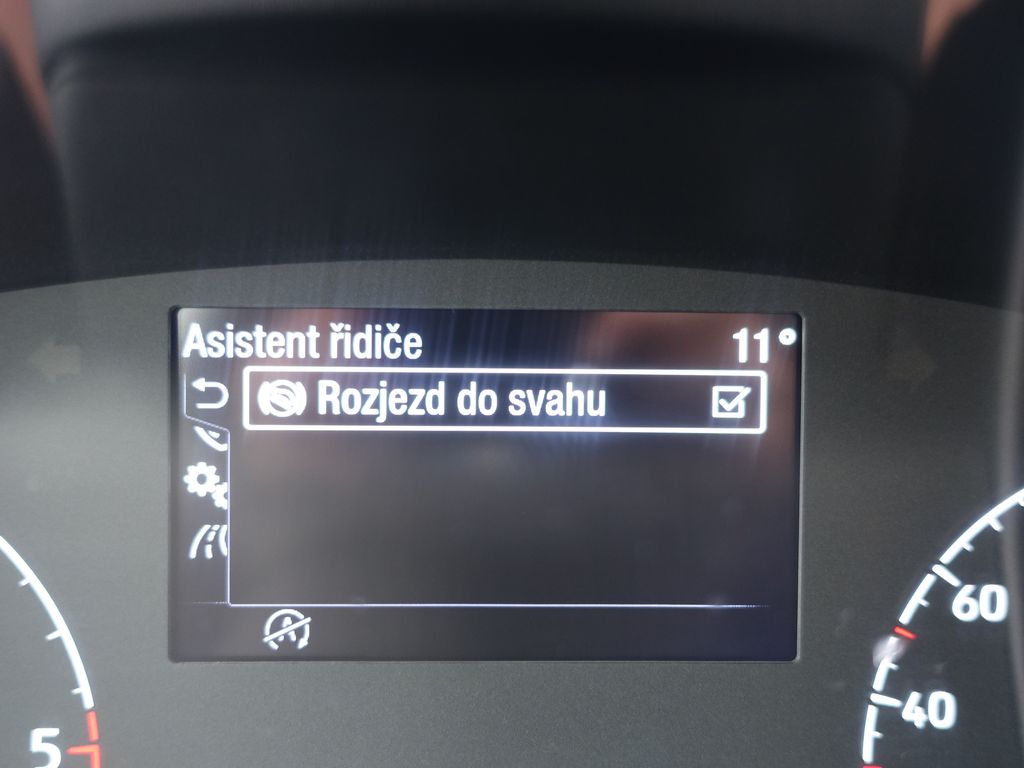 Asistent řidiče 11°
Rozjezd do svahu
60
40
5